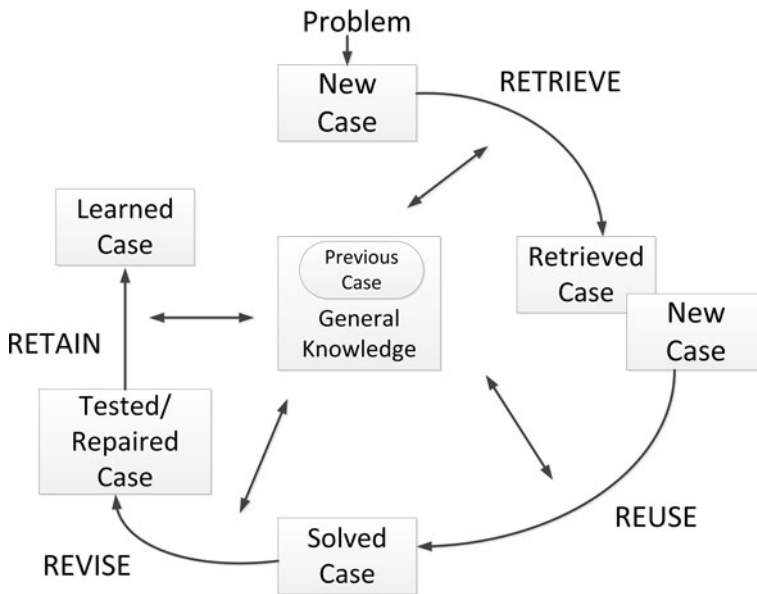 Problem
New
Case
RETRIEVE
Retrieved
Case
New
Case
REUSE
Solved
Case
REVISE
Tested/
Repaired
Case
RETAIN
Learned
Case
Previous
Case
General
Knowledge